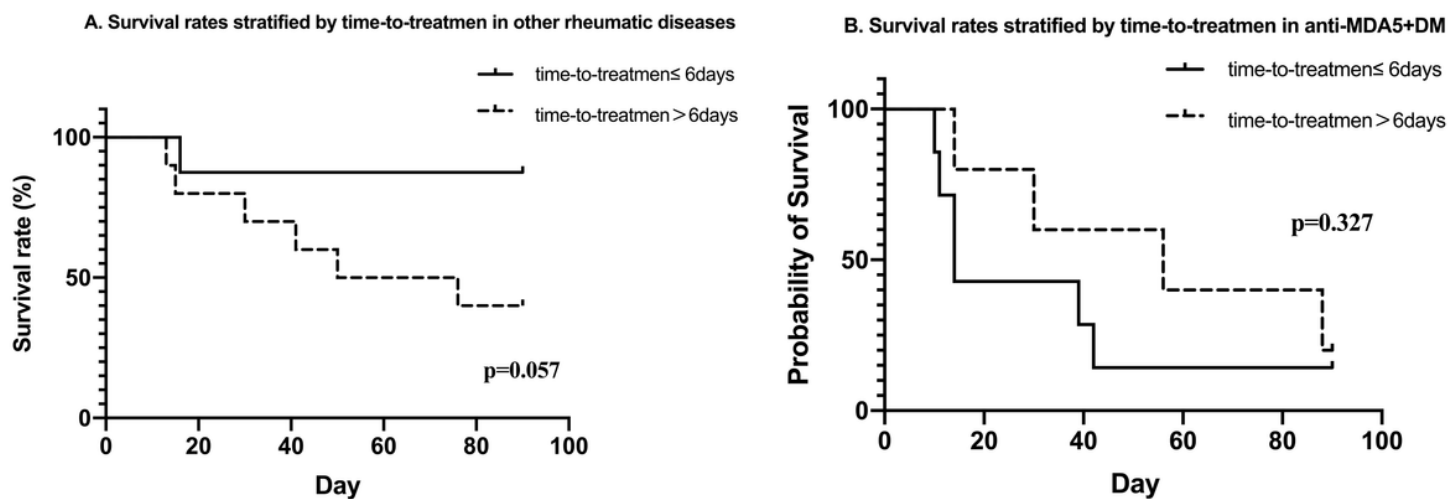 A. Survival rates stratified by time-to-treatmen in other rheumatic diseases
time-to-treatmen≤ 6days
time-to-treatmen＞6days
Survival rate (%)
100
50
0
p=0.057
0 20 40 60 80 100
Day
B. Survival rates stratified by time-to-treatmen in anti-MDA5+DM
time-to-treatmen≤ 6days
time-to-treatmen＞6days
Probability of Survival
100
50
0
p=0.327
0 20 40 60 80 100
Day